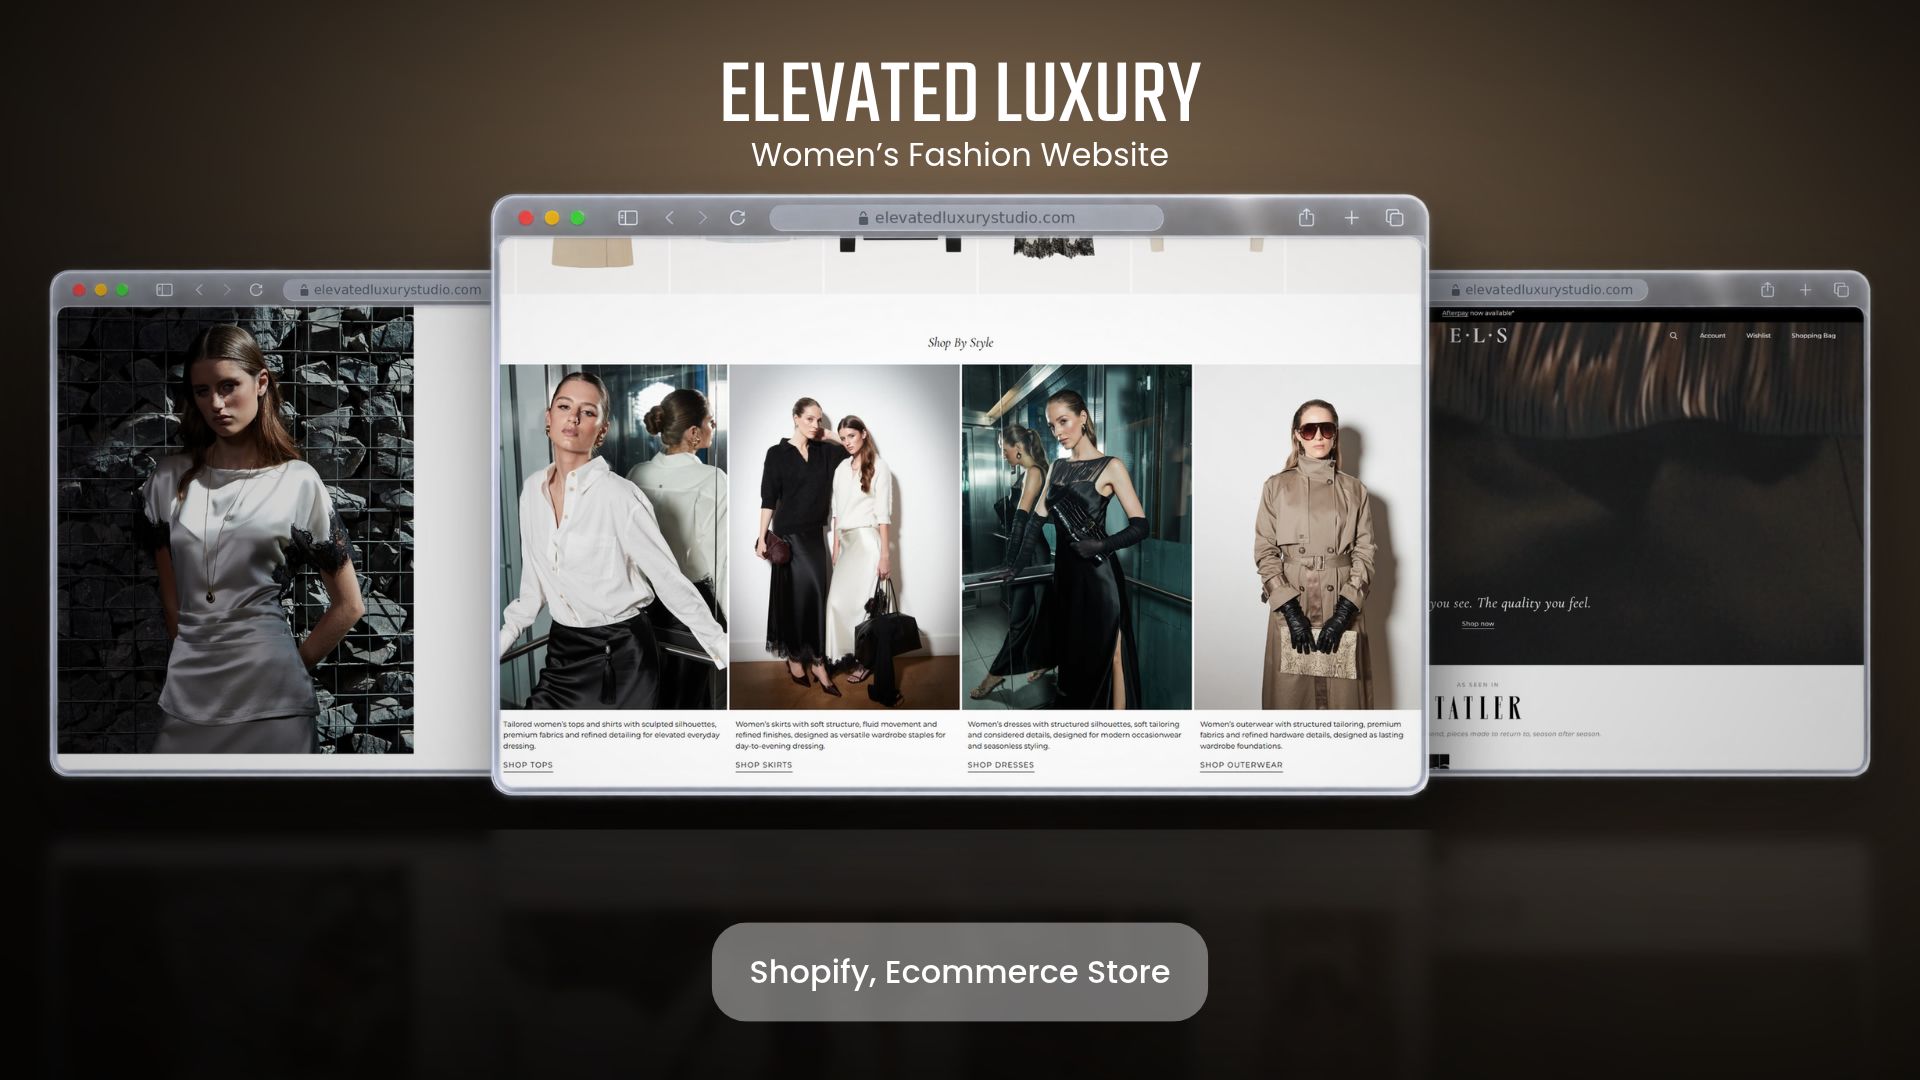 ELEVATED LUXURY
Women's Fashion Website
elevatedluxurystudio.com
elevatedluxurystudio.com
elevatedluxurystudio.com
Afterpay now available*
E·L·S
Account
Wishlist
Shopping Bag
Shop By Style
you see. The quality you feel.
Shop now
AS SEEN IN
TATLER
pieces made to return to, season after season.
Tailored women's tops and shirts with sculpted silhouettes,
premium fabrics and refined detailing for elevated everyday
dressing.
SHOP TOPS
Women's skirts with soft structure, fluid movement and
refined finishes, designed as versatile wardrobe staples for
day-to-evening dressing.
SHOP SKIRTS
Women's dresses with structured silhouettes, soft tailoring
and considered details, designed for modern occasionwear
and seasonless styling.
SHOP DRESSES
Women's outerwear with structured tailoring, premium
fabrics and refined hardware details, designed as lasting
wardrobe foundations.
SHOP OUTERWEAR
Shopify, Ecommerce Store